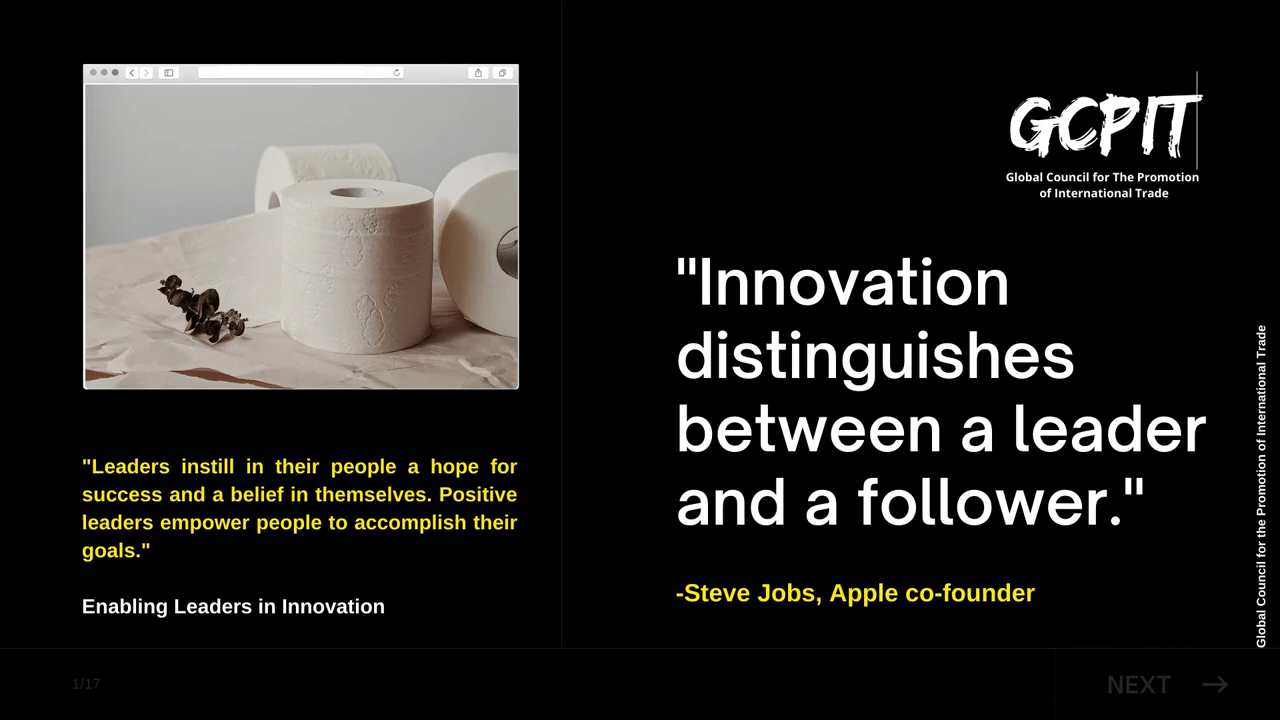 "Leaders instill in their people a hope for
success and a belief in themselves. Positive
leaders empower people to accomplish their
goals."
Enabling Leaders in Innovation
1/17
GCPIT
Global Council for The Promotion
of International Trade
"Innovation
distinguishes
between a leader
and a follower."
-Steve Jobs, Apple co-founder
Global Council for the Promotion of International Trade
NEXT →